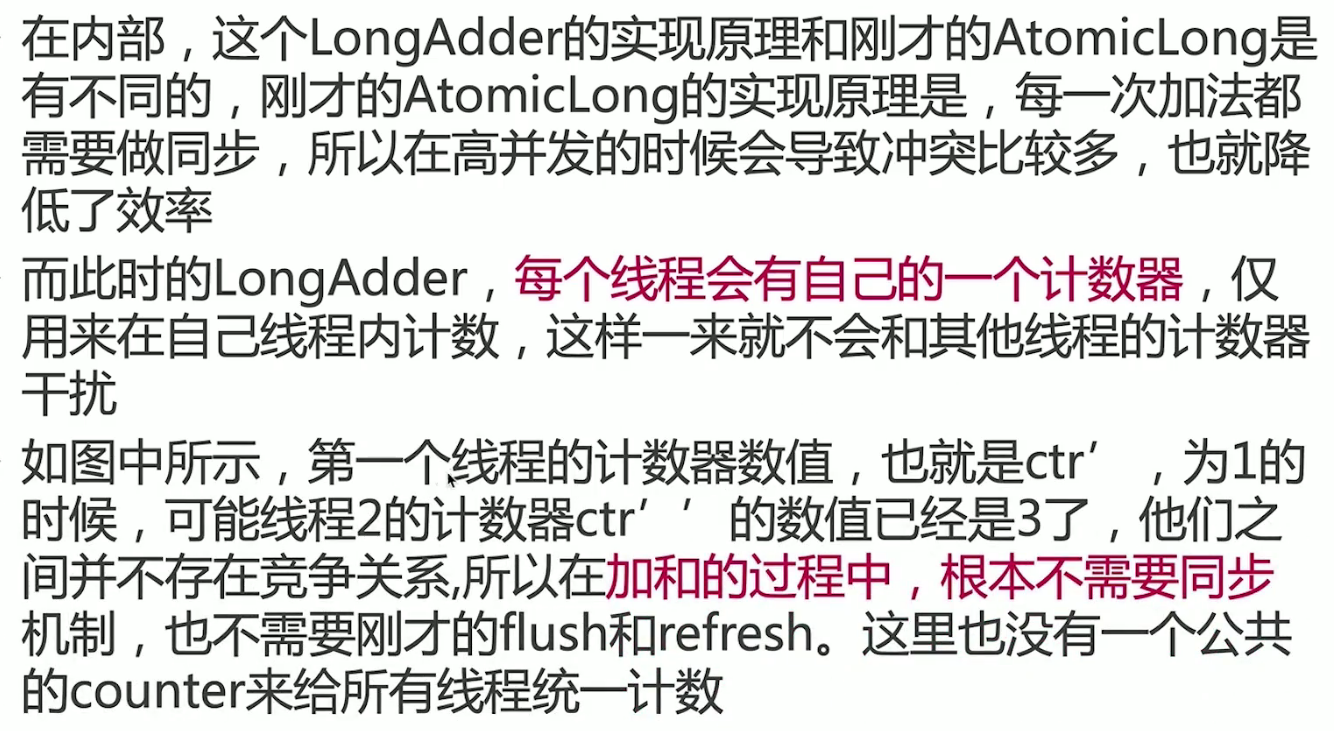 在内部，这个LongAdder的实现原理和刚才的AtomicLong是
有不同的，刚才的AtomicLong的实现原理是，每一次加法都
需要做同步，所以在高并发的时候会导致冲突比较多，也就降
低了效率
而此时的LongAdder，每个线程会有自己的一个计数器，仅
用来在自己线程内计数，这样一来就不会和其他线程的计数器
干扰
如图中所示，第一个线程的计数器数值，也就是ctr’，为1的
时候，可能线程2的计数器ctr’’的数值已经是3了，他们之
间并不存在竞争关系,所以在加和的过程中，根本不需要同步
机制，也不需要刚才的flush和refresh。这里也没有一个公共
的counter来给所有线程统一计数